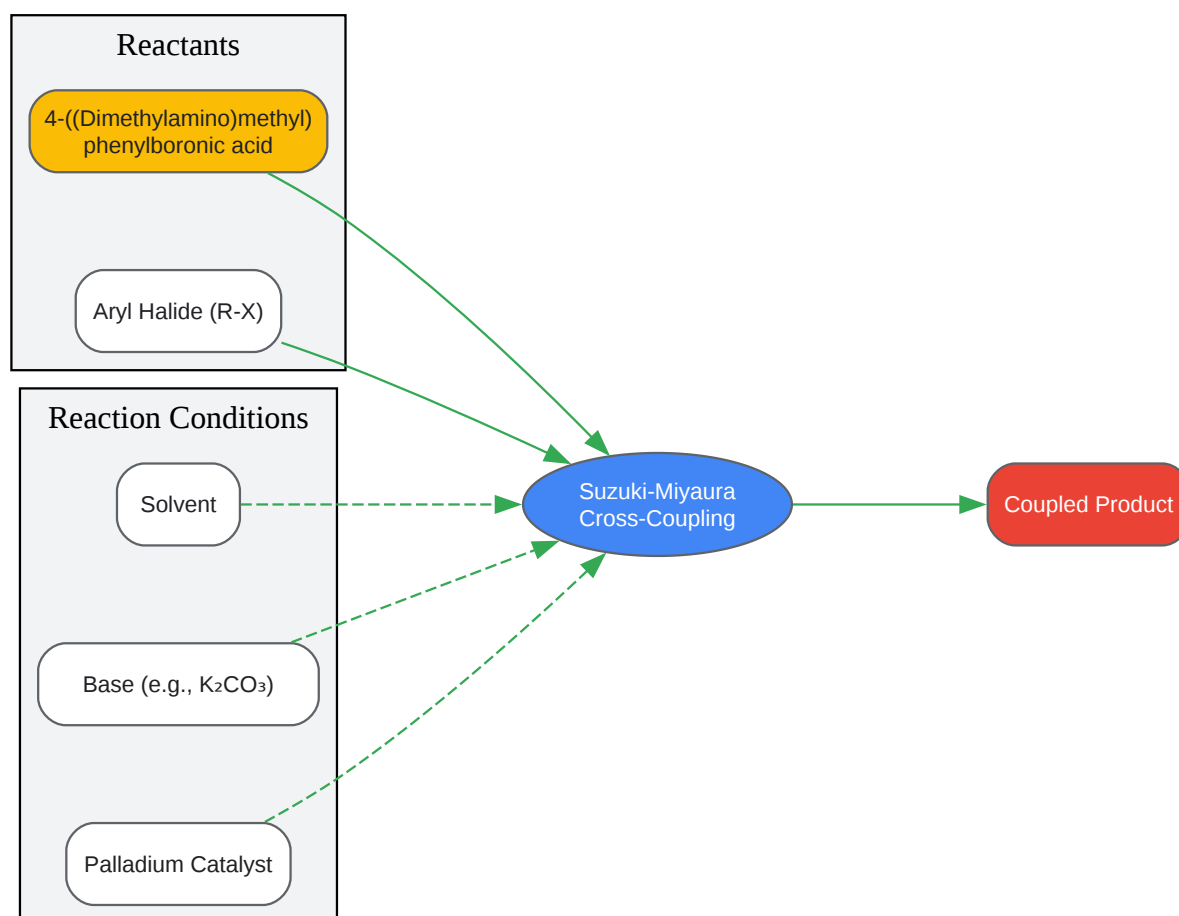 Reactants
4-((Dimethylamino)methyl)
phenylboronic acid
Aryl Halide (R-X)
Reaction Conditions
Solvent
Base (e.g., K₂CO₃)
Palladium Catalyst
Suzuki-Miyaura
Cross-Coupling
Coupled Product